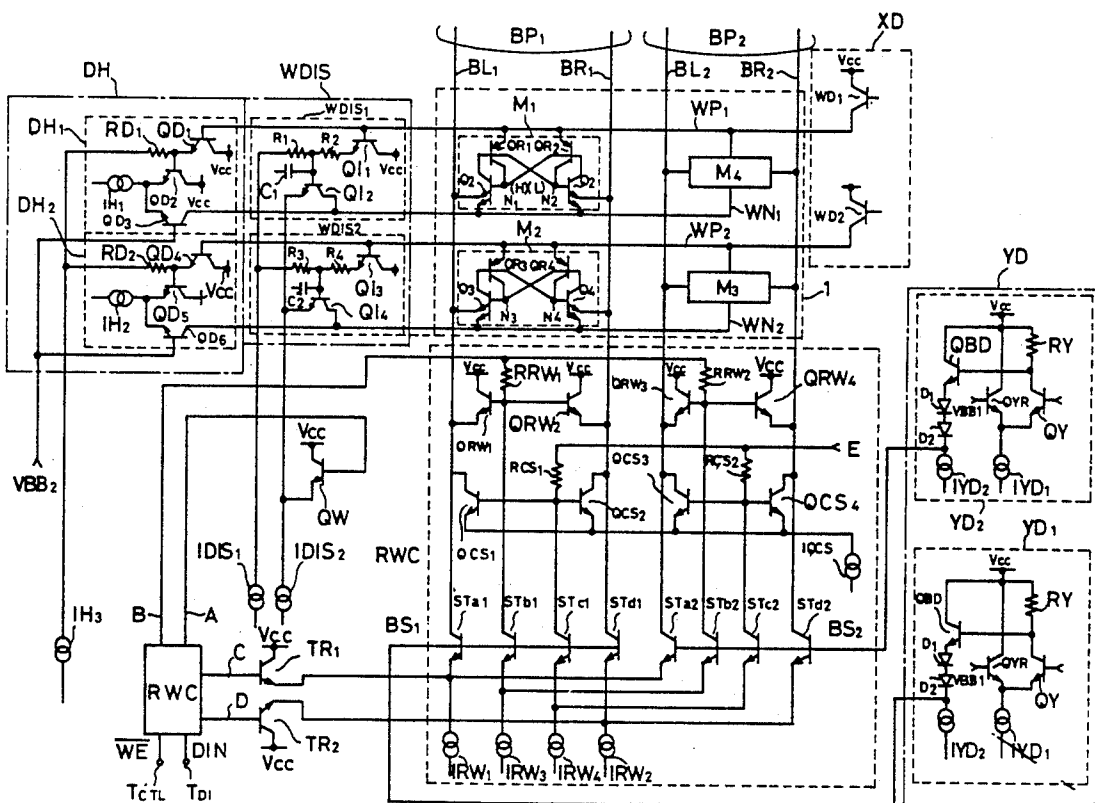 BP1
BP2
XD
DH
WDIS
BL1
BR1
BL2
BR2
Vcc
WDIS1
M1
WP1
WD1
DH1
RD1
QD1
R1
R2
QR1
QR2
Vcc
Vcc
QI1
Q2
(H)(L)
Q2
M4
IH1
QD2
Vcc
C1
QI2
N1
N2
WN1
QD3
DH2
WDIS2
M2
WP2
WD2
RD2
QD4
R3
R4
QR3
QR4
YD
Vcc
QI3
Q3
Q4
M3
1
IH2
QD5
C2
QI4
N3
N4
WN2
QD6
Vcc
QBD
RY
Vcc
RRW1
Vcc
RRW2
Vcc
QRW4
QRW3
D1
VBB1
QYR
QRW1
QRW2
D2
QY
Vcc
E
VBB2
RCS1
QCS3
RCS2
IYD2
IYD1
QW
QCS2
QCS4
YD2
IDIS1
IDIS2
QCS1
IQCS
YD1
RWC
Vcc
B
A
STa1
STb1
STc1
STd1
STa2
STb2
STc2
STd2
QBD
RY
IH3
BS1
BS2
Vcc
C
TR1
D1
VBB1
QYR
RWC
D2
QY
D
TR2
WE
DIN
Vcc
IYD2
IYD1
TCTL
TDI
IRW1
IRW3
IRW4
IRW2